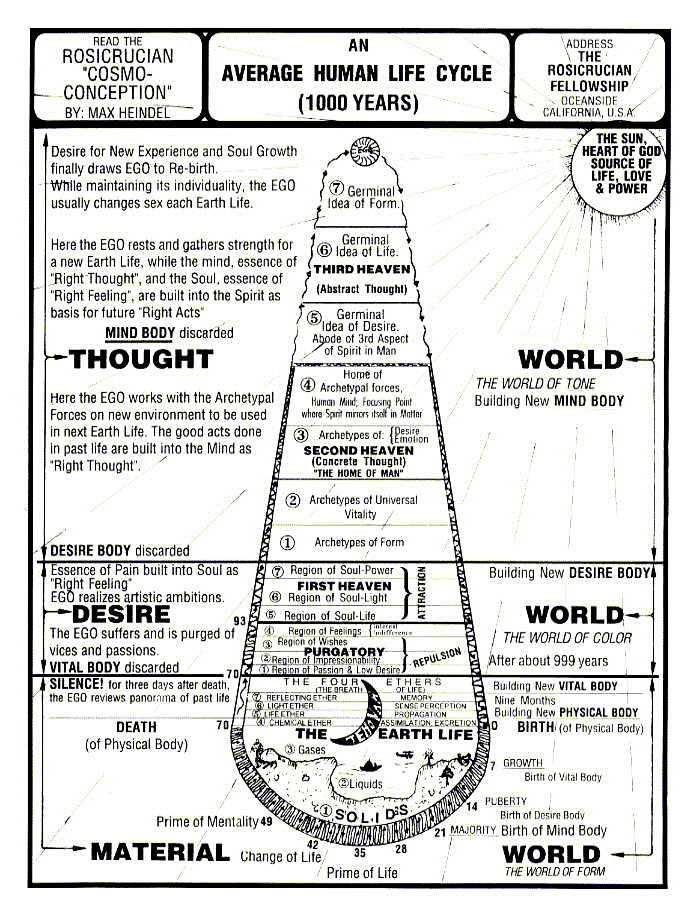 READ THE
ROSICRUCIAN
"COSMO-
CONCEPTION"
BY: MAX HEINDEL
AN
AVERAGE HUMAN LIFE CYCLE
(1000 YEARS)
ADDRESS
THE
ROSICRUCIAN
FELLOWSHIP
OCEANSIDE
CALIFORNIA, U.S.A.
THE SUN,
HEART OF GOD
SOURCE OF
LIFE, LOVE
& POWER
Desire for New Experience and Soul Growth
finally draws EGO to Re-birth.
While maintaining its individuality, the EGO
usually changes sex each Earth Life.
Here the EGO rests and gathers strength for
a new Earth Life, while the mind, essence of
"Right Thought", and the Soul, essence of
"Right Feeling", are built into the Spirit as
basis for future "Right Acts"
MIND BODY discarded
THOUGHT
Here the EGO works with the Archetypal
Forces on new environment to be used
in next Earth Life. The good acts done
in past life are built into the Mind as
"Right Thought".
DESIRE BODY discarded
Essence of Pain built into Soul as
"Right Feeling"
EGO realizes artistic ambitions.
DESIRE
The EGO suffers and is purged of
vices and passions.
VITAL BODY discarded
SILENCE! for three days after death,
the EGO reviews panorama of past life
DEATH
(of Physical Body)
MATERIAL
EGO
⑦ Germinal
Idea of Form.
Germinal
⑥ Idea of Life.
THIRD HEAVEN
(Abstract Thought)
Germinal
⑤ Idea of Desire.
Abode of 3rd Aspect
of Spirit in Man
Home of
④ Archetypal forces,
Human Mind; Focusing Point
where Spirit mirrors itself in Matter
③ Archetypes of: {Desire
Emotion
SECOND HEAVEN
(Concrete Thought)
"THE HOME OF MAN"
② Archetypes of Universal
Vitality
① Archetypes of Form
⑦ Region of Soul-Power
FIRST HEAVEN
⑥ Region of Soul-Light
⑤ Region of Soul-Life
ATTRACTION
93
④ Region of Feelings {Interest
Indifference
③ Region of Wishes
PURGATORY
② Region of Impressionability
① Region of Passion & Low Desire
REPULSION
70
THE FOUR ETHERS
(THE BREATH OF LIFE)
⑦ REFLECTING ETHER MEMORY
⑥ LIGHT ETHER SENSE PERCEPTION
⑤ LIFE ETHER PROPAGATION
④ CHEMICAL ETHER ASSIMILATION, EXCRETION
70
THE EARTH LIFE
0
③ Gases
② Liquids
① SOLIDS
WORLD
THE WORLD OF TONE
Building New MIND BODY
Building New DESIRE BODY
WORLD
THE WORLD OF COLOR
After about 999 years
Building New VITAL BODY
Nine Months
Building New PHYSICAL BODY
BIRTH (of Physical Body)
7 GROWTH
Birth of Vital Body
14 PUBERTY
Birth of Desire Body
21 MAJORITY Birth of Mind Body
28
35
Prime of Life
42
Change of Life
Prime of Mentality 49
WORLD
THE WORLD OF FORM